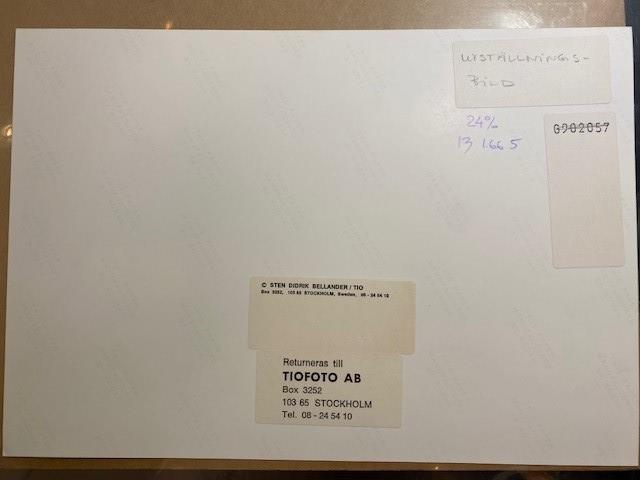 UTSTÄLLNINGS-
BILD
24%
13 1.66 5
0902057
© STEN DIDRIK BELLANDER / TIO
Box 3252, 103 65 STOCKHOLM, Sweden, 08 - 24 54 10
Returneras till
TIOFOTO AB
Box 3252
103 65 STOCKHOLM
Tel. 08 - 24 54 10